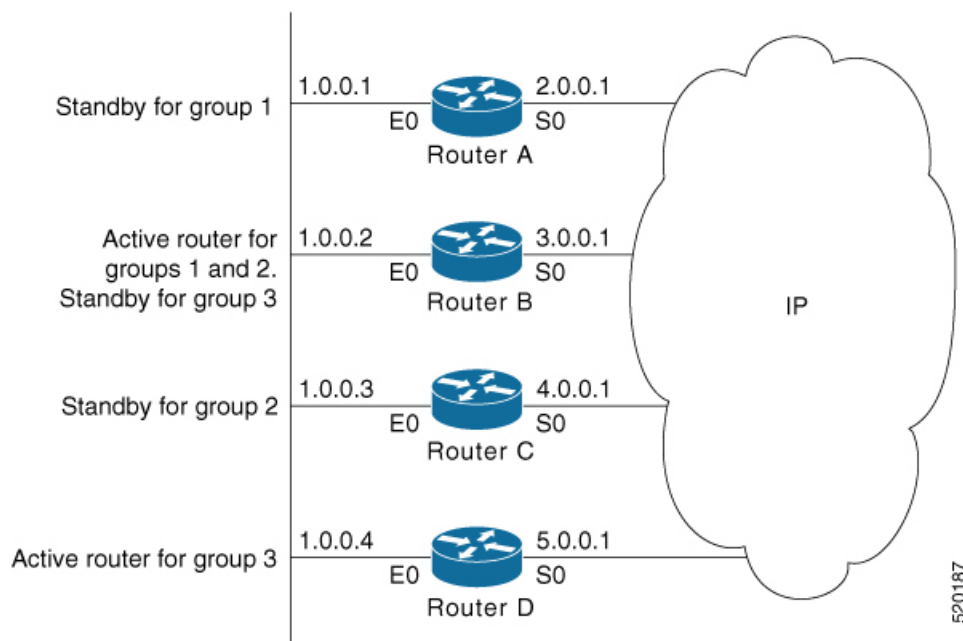 Standby for group 1
1.0.0.1
2.0.0.1
E0
S0
Router A
Active router for
groups 1 and 2.
Standby for group 3
1.0.0.2
3.0.0.1
E0
S0
Router B
IP
Standby for group 2
1.0.0.3
4.0.0.1
E0
S0
Router C
Active router for group 3
1.0.0.4
5.0.0.1
E0
S0
Router D
520187